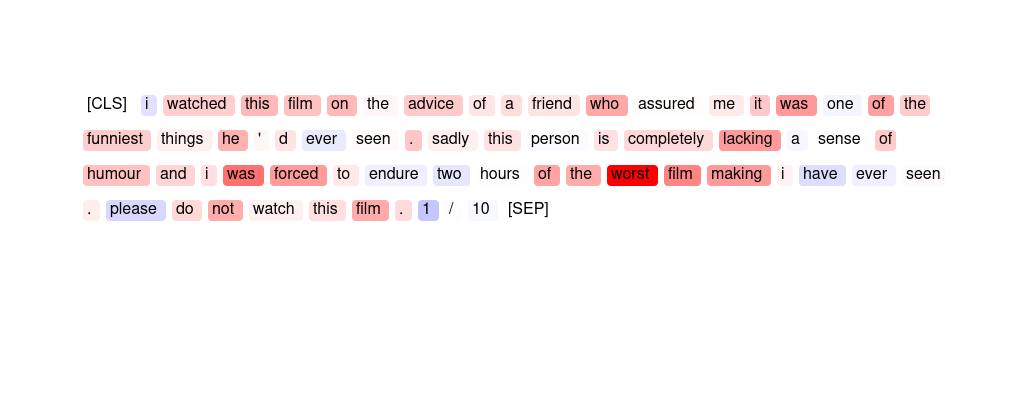 [CLS] i watched this film on the advice of a friend who assured me it was one of the
funniest things he ' d ever seen . sadly this person is completely lacking a sense of
humour and i was forced to endure two hours of the worst film making i have ever seen
. please do not watch this film . 1 / 10 [SEP]